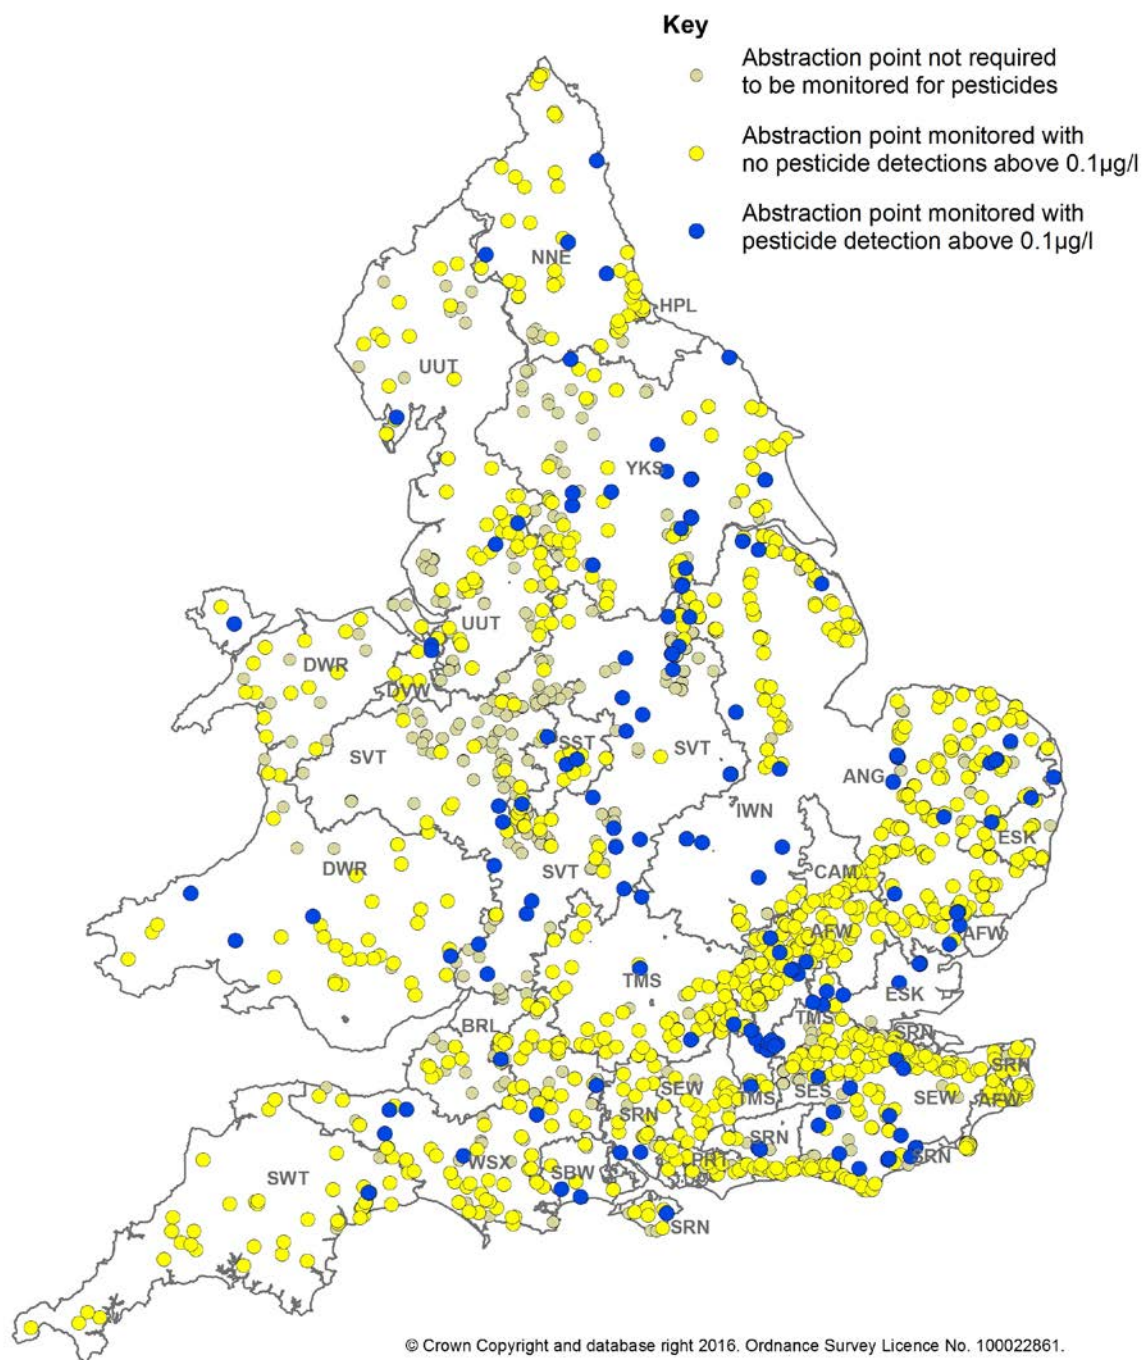 Key
Abstraction point not required
to be monitored for pesticides
Abstraction point monitored with
no pesticide detections above 0.1µg/l
Abstraction point monitored with
pesticide detection above 0.1µg/l
NNE
HPL
UUT
YKS
UUT
DWR
DVW
SVT
SST
SVT
ANG
IWN
ESK
DWR
SVT
CAM
AFW
AFW
TMS
ESK
TMS
BRL
SRN
SRN
SEW
TMS
SES
SEW
AFW
SRN
SRN
PRT
SRN
WSX
SBW
SWT
SRN
© Crown Copyright and database right 2016. Ordnance Survey Licence No. 100022861.